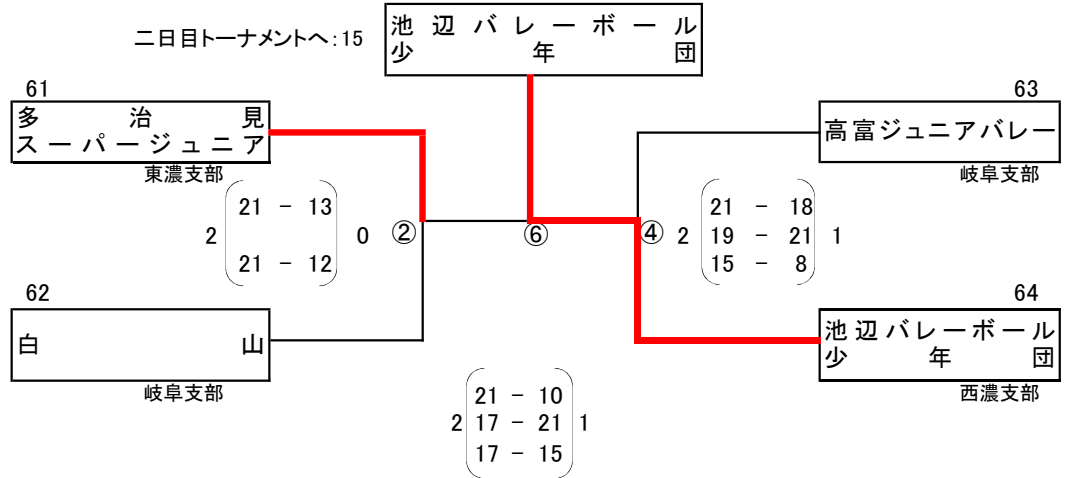 二日目トーナメントへ:15
池辺バレーボール
少年団
61
多治見
スーパージュニア
東濃支部
63
高富ジュニアバレー
岐阜支部
21 - 13
2 0 ②
21 - 12
⑥
21 - 18
④ 2 19 - 21 1
15 - 8
62
白山
岐阜支部
64
池辺バレーボール
少年団
西濃支部
21 - 10
2 17 - 21 1
17 - 15